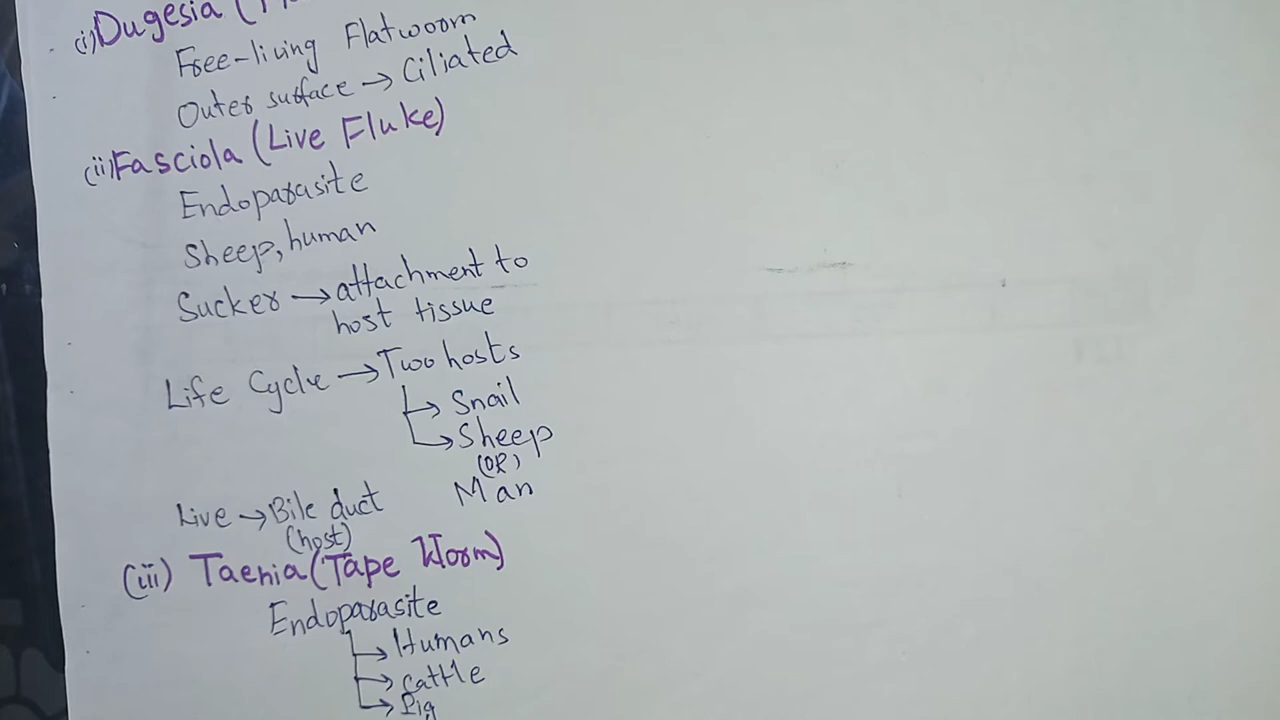 (i) Dugesia (
Free-living Flatworm
Outer surface → Ciliated
(ii) Fasciola (Live Fluke)
Endoparasite
Sheep, human
Sucker → attachment to
host tissue
Life Cycle → Two hosts
→ Snail
→ Sheep
(OR)
Man
Live → Bile duct
(host)
(iii) Taenia (Tape Worm)
Endoparasite
→ Humans
→ cattle
→ Pig